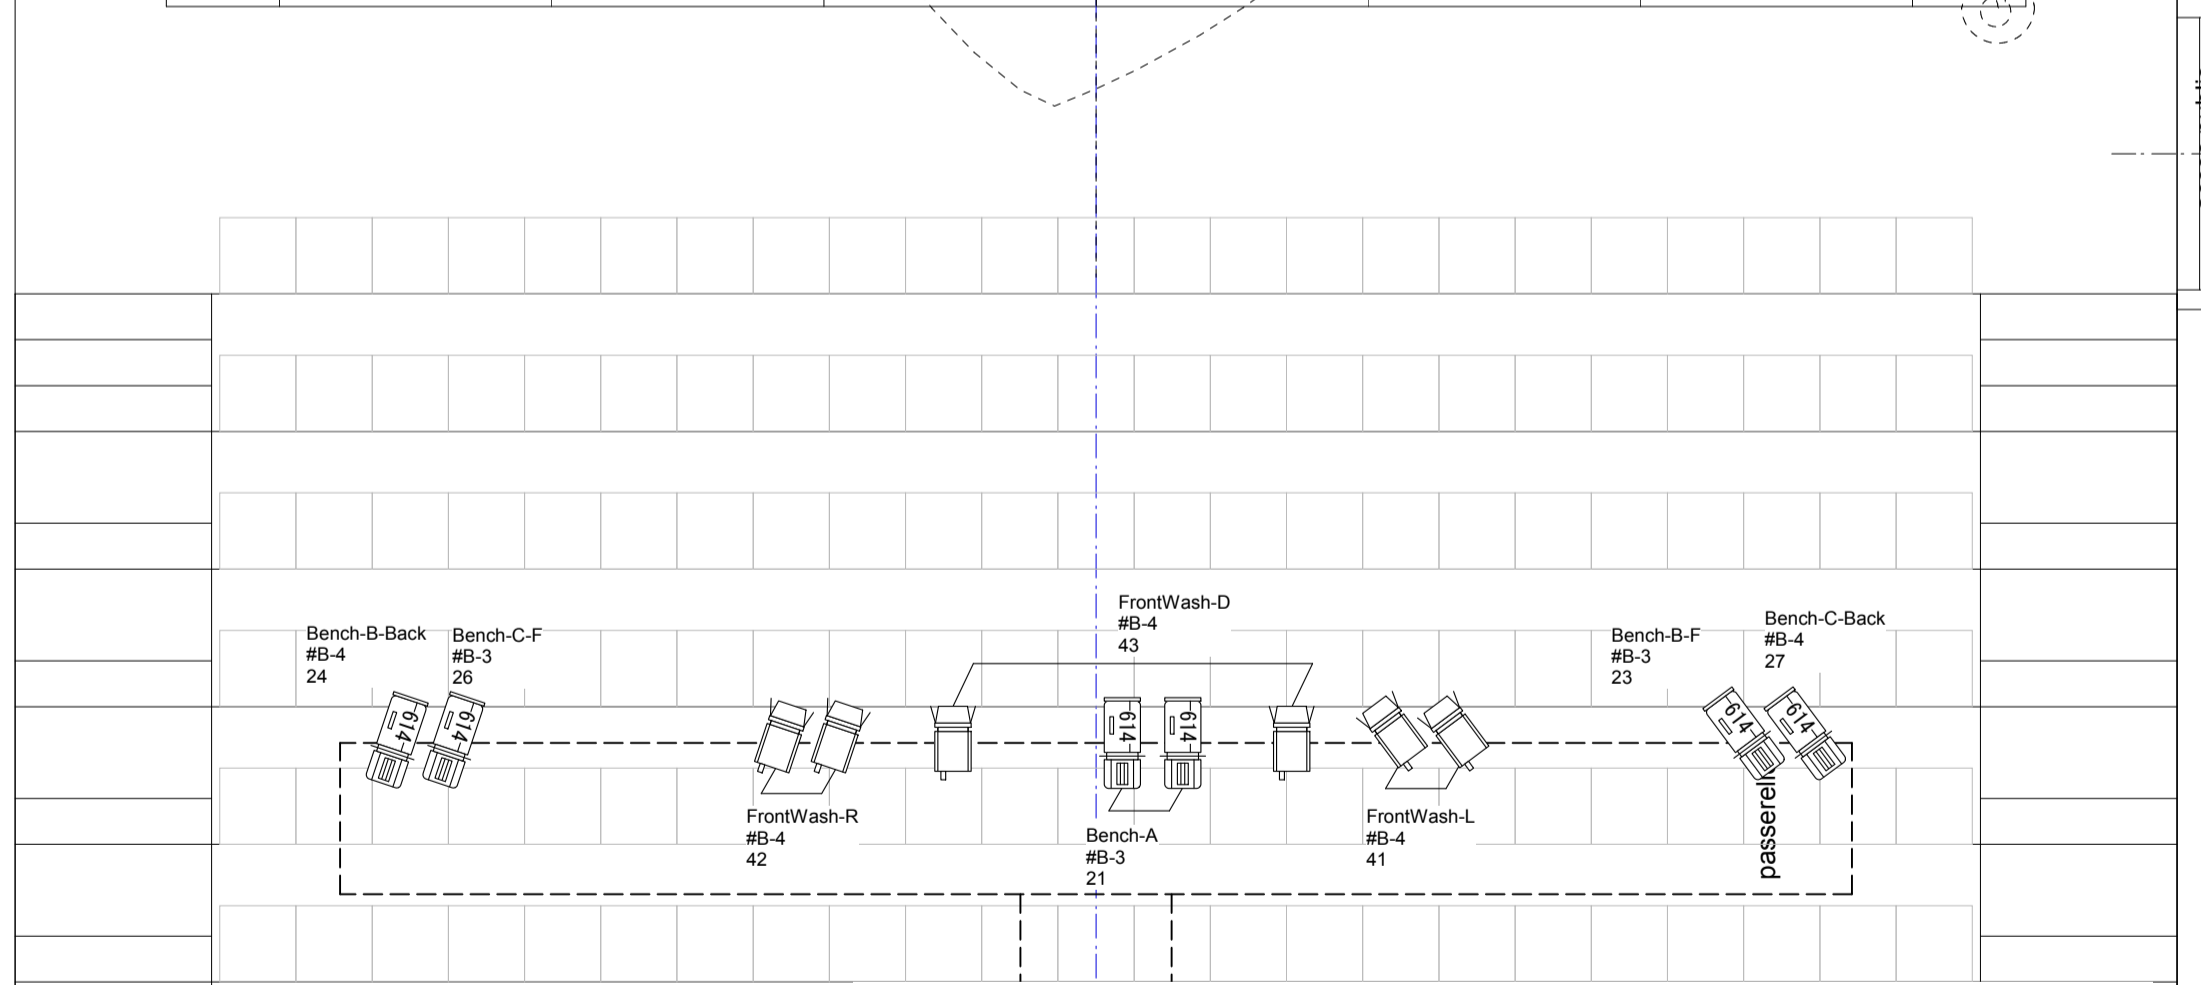 FrontWash-D
#B-4
43
Bench-B-Back
#B-4
24
Bench-C-F
#B-3
26
Bench-B-F
#B-3
23
Bench-C-Back
#B-4
27
614
614
614
614
614
614
FrontWash-R
#B-4
42
Bench-A
#B-3
21
FrontWash-L
#B-4
41